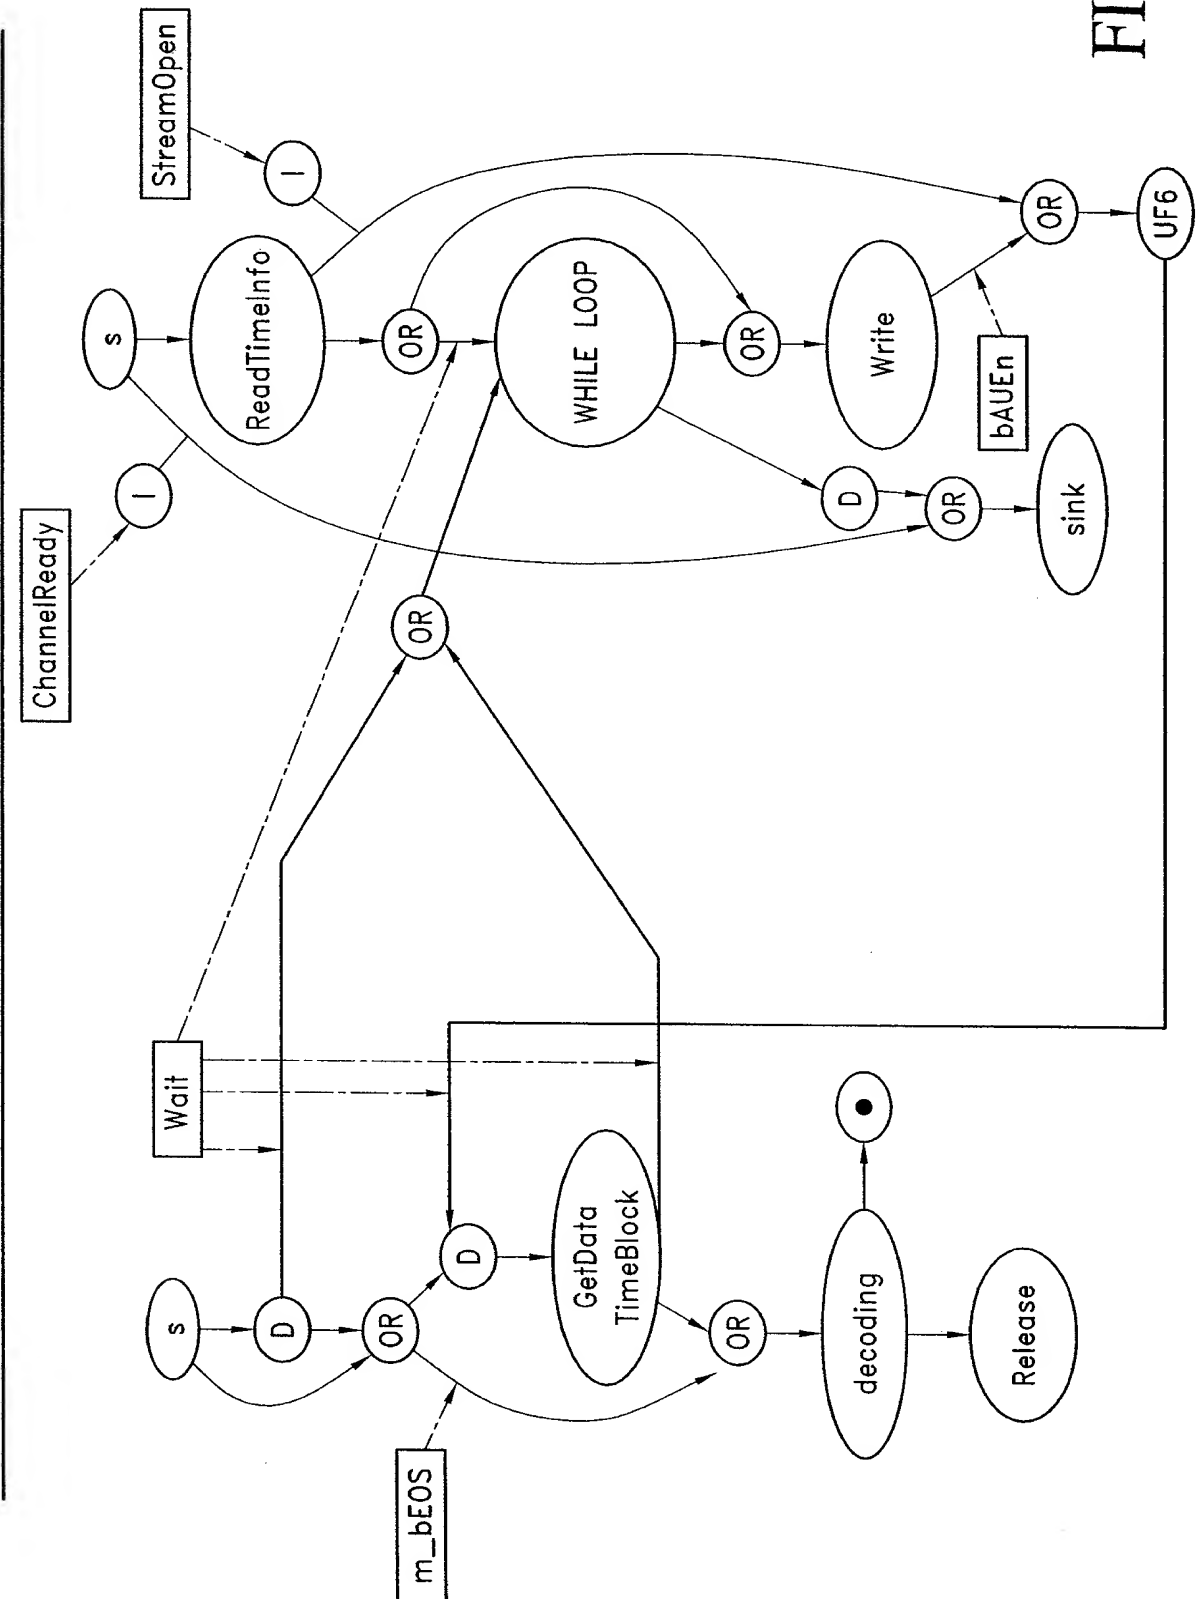 ChannelReady
s
I
StreamOpen
s
Wait
ReadTimeInfo
D
I
OR
OR
OR
m_bEOS
D
WHILE LOOP
GetData
TimeBlock
OR
OR
decoding
D
Write
OR
bAUEn
Release
OR
sink
FI
UF6